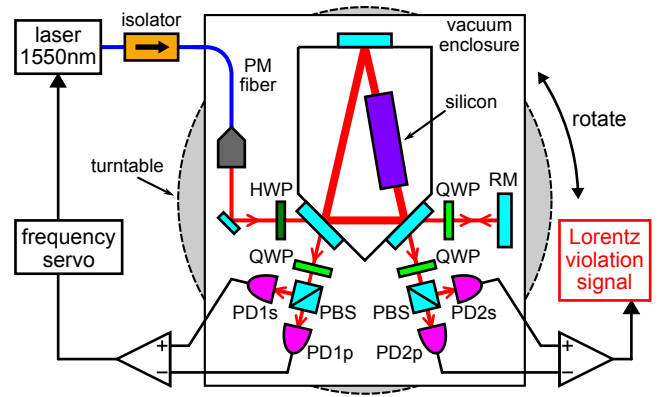 laser
1550nm
isolator
PM
fiber
vacuum
enclosure
silicon
rotate
turntable
HWP
QWP
RM
frequency
servo
QWP
QWP
Lorentz
violation
signal
PD1s
PBS
PBS
PD2s
PD1p
PD2p
+
−
+
−